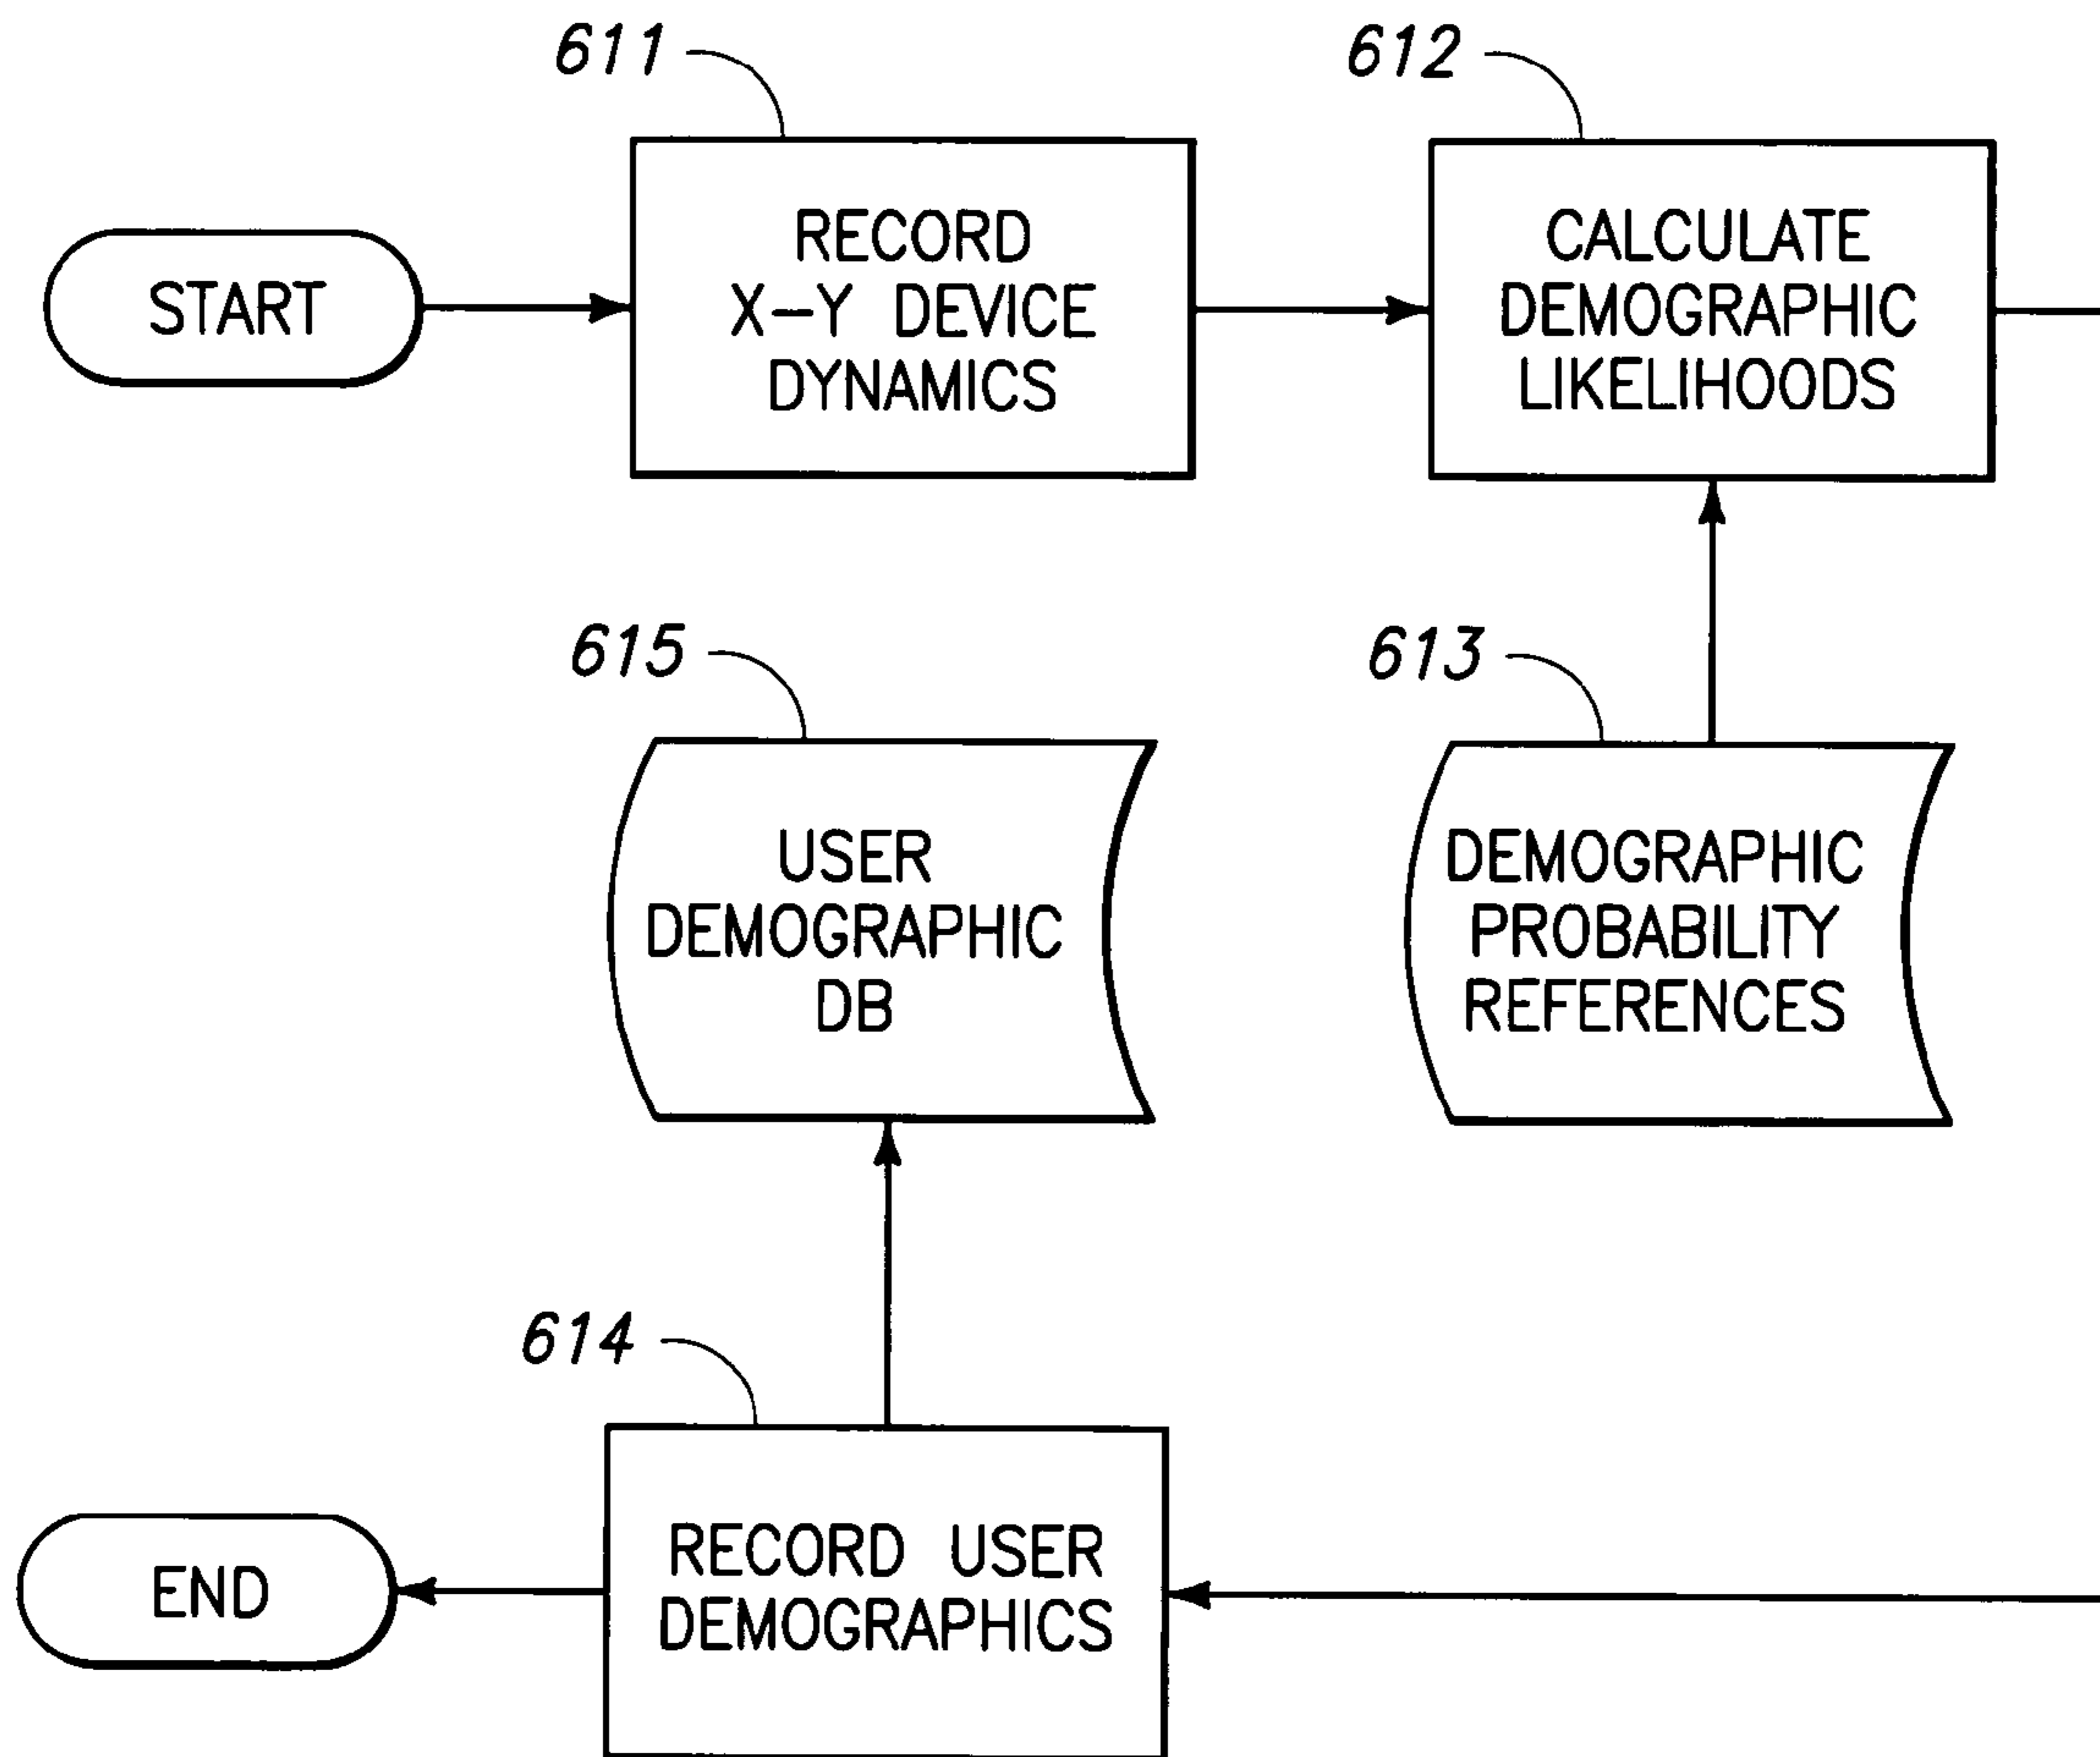 611
612
START
RECORD
X-Y DEVICE
DYNAMICS
CALCULATE
DEMOGRAPHIC
LIKELIHOODS
615
613
USER
DEMOGRAPHIC
DB
DEMOGRAPHIC
PROBABILITY
REFERENCES
614
END
RECORD USER
DEMOGRAPHICS